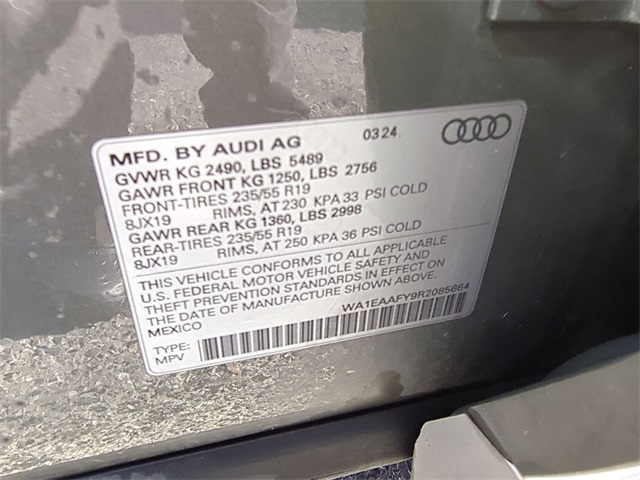 MFD. BY AUDI AG 03 24
GVWR KG 2490, LBS 5489
GAWR FRONT KG 1250, LBS 2756
FRONT-TIRES 235/55 R19
8JX19 RIMS, AT 230 KPA 33 PSI COLD
GAWR REAR KG 1360, LBS 2998
REAR-TIRES 235/55 R19
8JX19 RIMS, AT 250 KPA 36 PSI COLD
THIS VEHICLE CONFORMS TO ALL APPLICABLE
U.S. FEDERAL MOTOR VEHICLE SAFETY AND
THEFT PREVENTION STANDARDS IN EFFECT ON
THE DATE OF MANUFACTURE SHOWN ABOVE.
MEXICO WA1EAAFY9R2085664
TYPE:
MPV